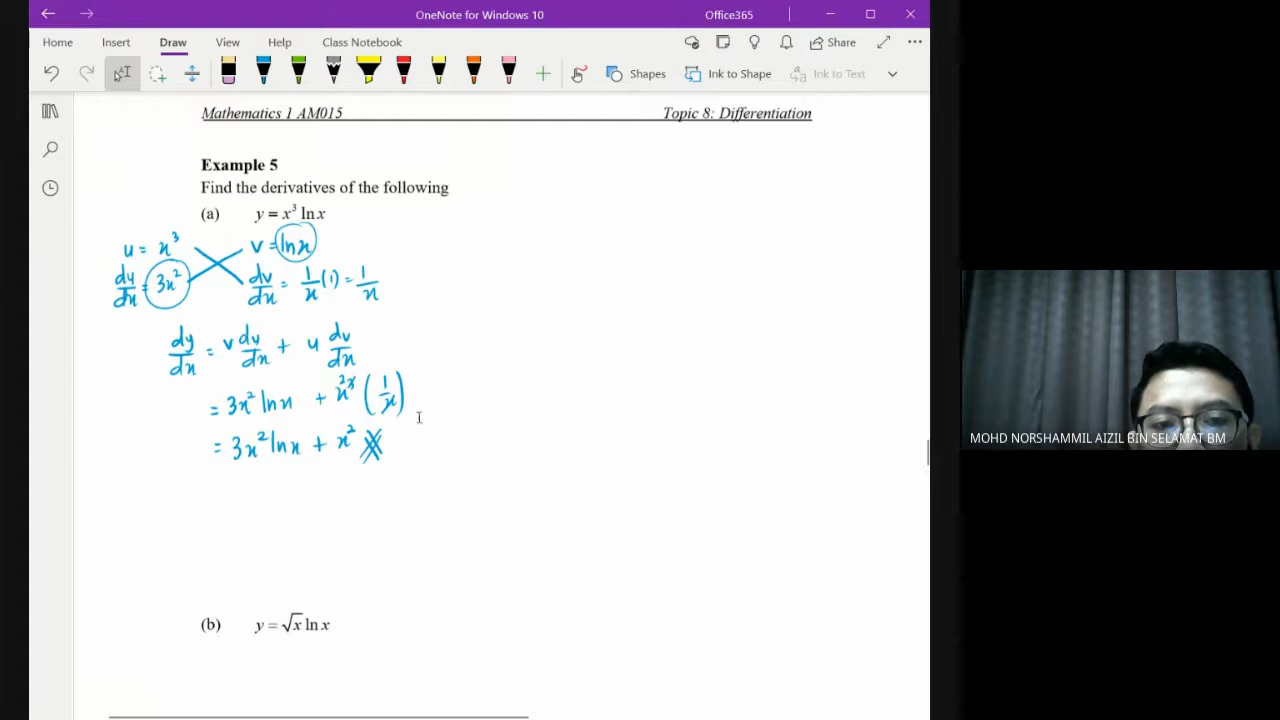 OneNote for Windows 10
Office365
Home Insert Draw View Help Class Notebook
Share
Shapes
Ink to Shape
Ink to Text
Mathematics 1 AM015
Topic 8: Differentiation
Example 5
Find the derivatives of the following
(a) y = x³ ln x
u = x³ v = ln x
du/dx = 3x² dv/dx = 1/x (1) = 1/x
dy/dx = v du/dx + u dv/dx
= 3x² ln x + x³ ² (1/x)
= 3x² ln x + x²
(b) y = √x ln x
MOHD NORSHAMMIL AIZIL BIN SELAMAT BM